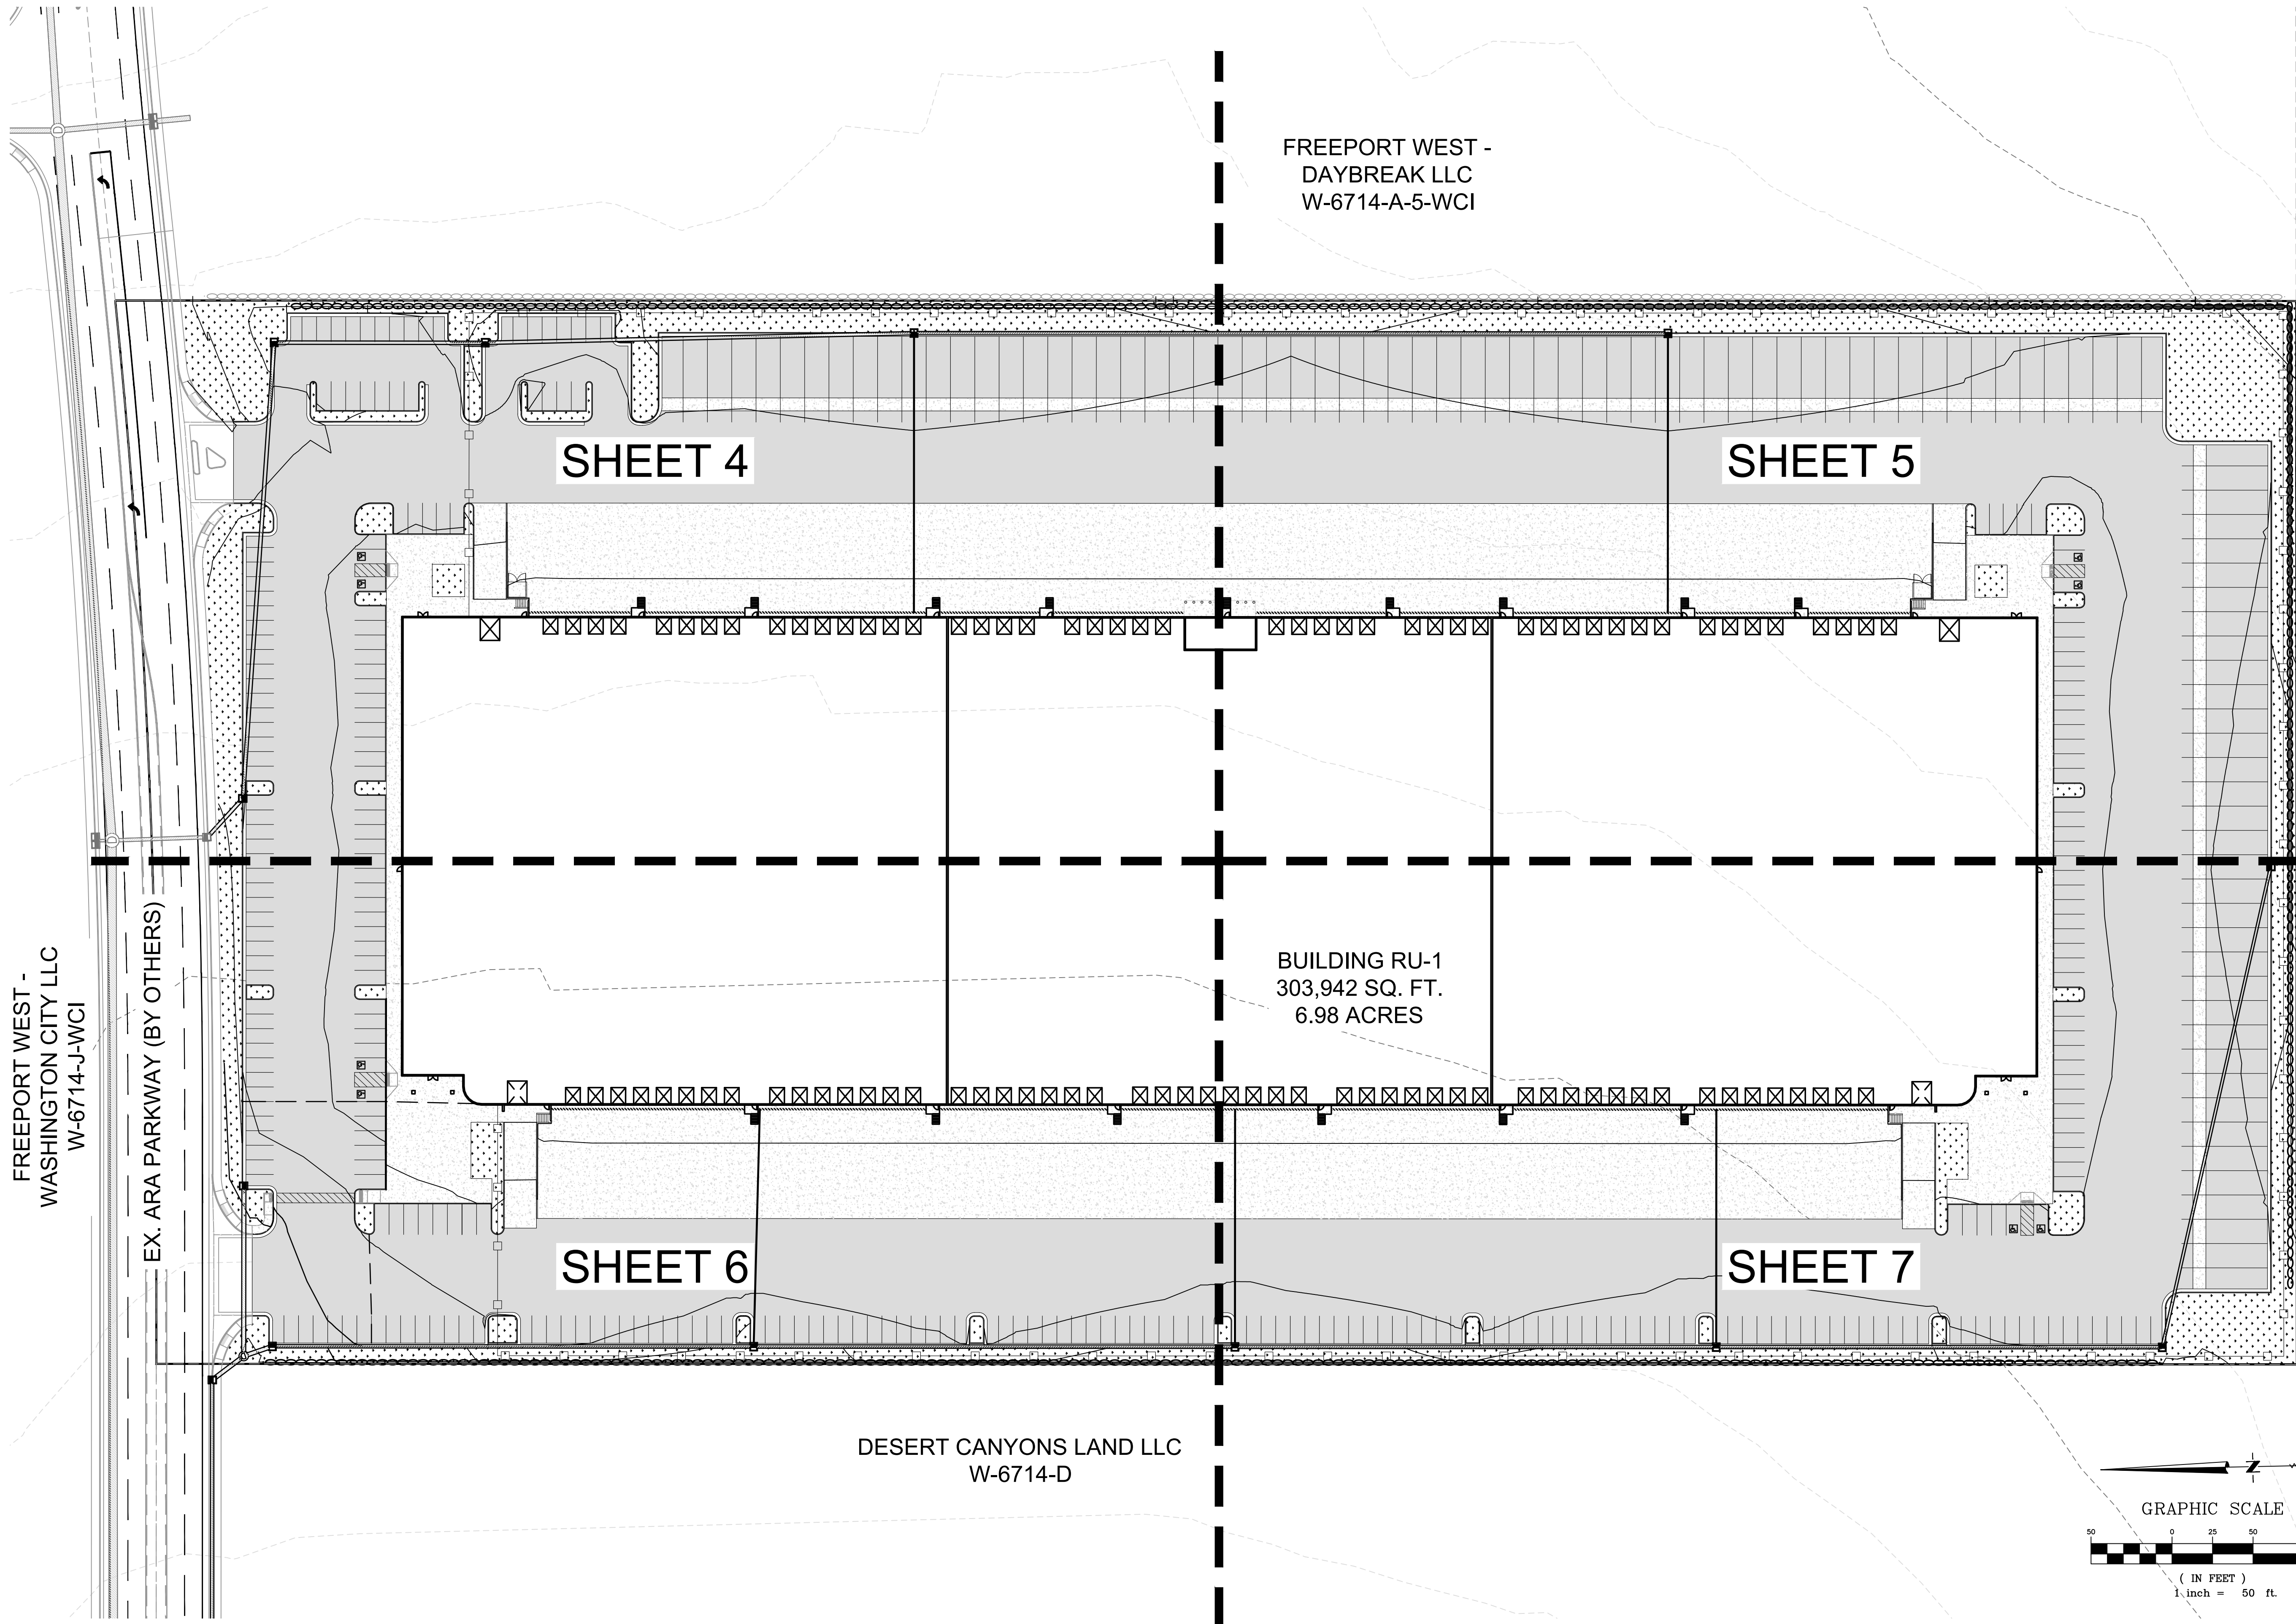 FREEPORT WEST -
DAYBREAK LLC
W-6714-A-5-WCI
SHEET 4
SHEET 5
FREEPORT WEST -
WASHINGTON CITY LLC
W-6714-J-WCI
EX. ARA PARKWAY (BY OTHERS)
BUILDING RU-1
303,942 SQ. FT.
6.98 ACRES
SHEET 6
SHEET 7
DESERT CANYONS LAND LLC
W-6714-D
Z
GRAPHIC SCALE
50 0 25 50
( IN FEET )
1 inch = 50 ft.